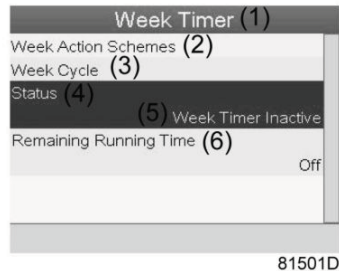 Week Timer (1)
Week Action Schemes (2)
Week Cycle (3)
Status (4)
(5) Week Timer Inactive
Remaining Running Time (6)
Off
81501D